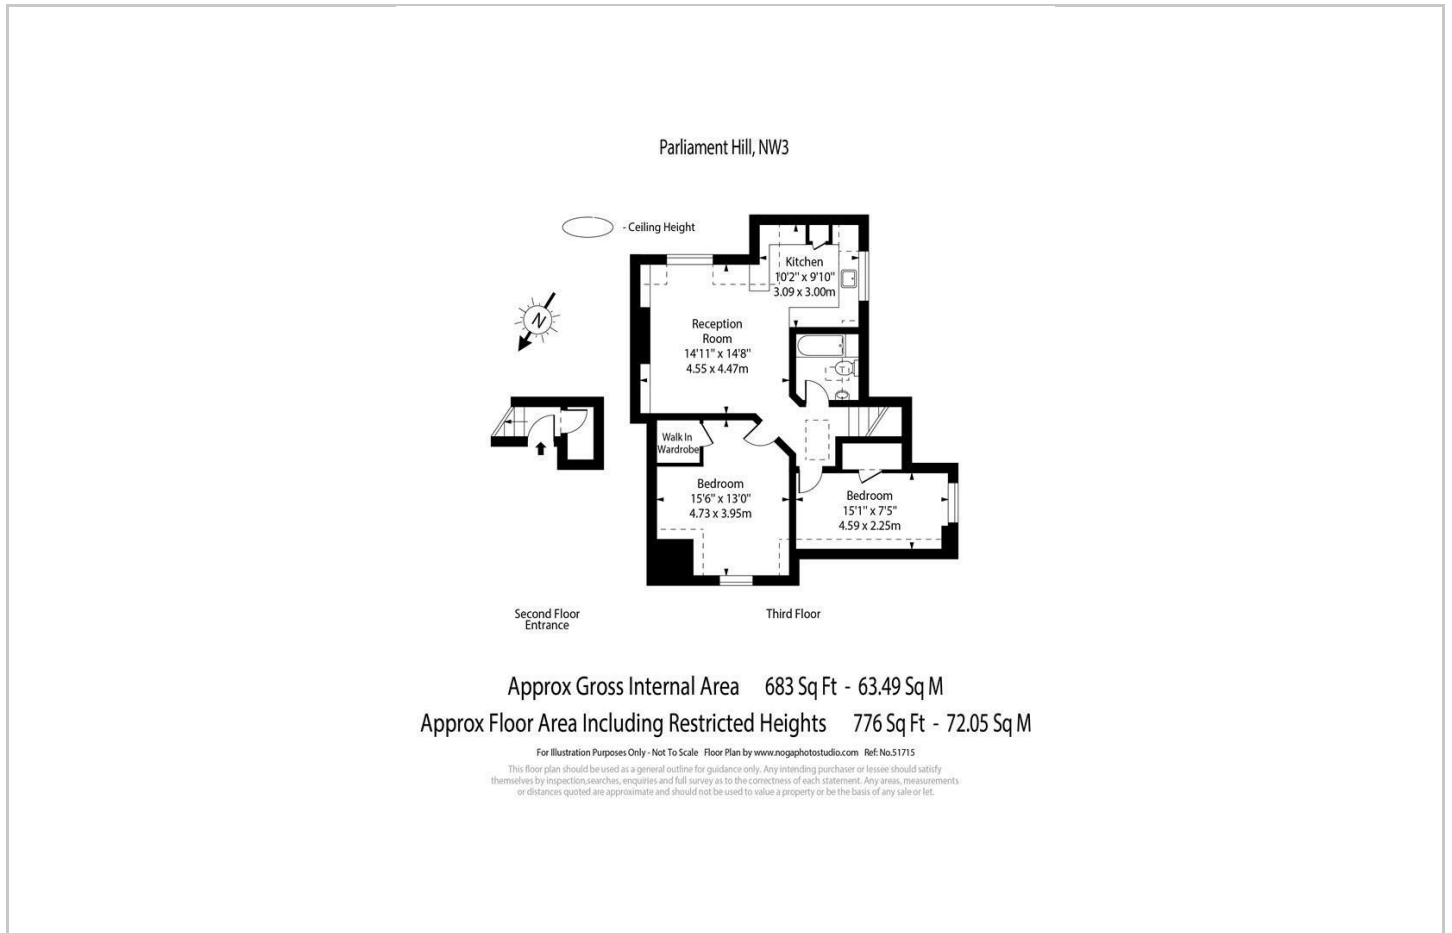 Parliament Hill, NW3
- Ceiling Height
N
Kitchen
10'2" x 9'10"
3.09 x 3.00m
Reception
Room
14'11" x 14'8"
4.55 x 4.47m
T
Walk In
Wardrobe
Bedroom
15'6" x 13'0"
4.73 x 3.95m
Bedroom
15'1" x 7'5"
4.59 x 2.25m
Second Floor
Entrance
Third Floor
Approx Gross Internal Area 683 Sq Ft - 63.49 Sq M
Approx Floor Area Including Restricted Heights 776 Sq Ft - 72.05 Sq M
For Illustration Purposes Only - Not To Scale Floor Plan by www.nogaphotostudio.com Ref: No.51715
This floor plan should be used as a general outline for guidance only. Any intending purchaser or lessee should satisfy
themselves by inspection,searches, enquiries and full survey as to the correctness of each statement. Any areas, measurements
or distances quoted are approximate and should not be used to value a property or be the basis of any sale or let.